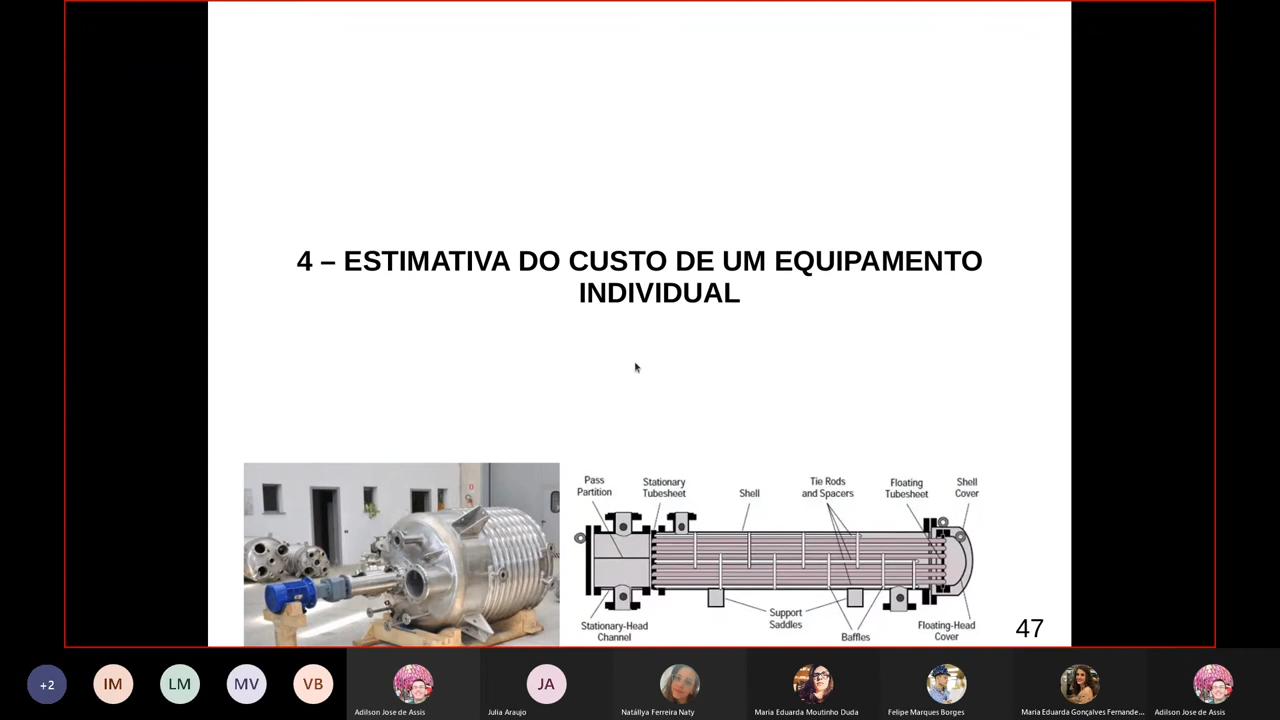 4 – ESTIMATIVA DO CUSTO DE UM EQUIPAMENTO
INDIVIDUAL
Pass
Partition
Stationary
Tubesheet
Shell
Tie Rods
and Spacers
Floating
Tubesheet
Shell
Cover
Stationary-Head
Channel
Support
Saddles
Baffles
Floating-Head
Cover
47
+2
IM
LM
MV
VB
Adilson Jose de Assis
JA
Julia Araujo
Natállya Ferreira Naty
Maria Eduarda Moutinho Duda
Felipe Marques Borges
Maria Eduarda Gonçalves Fernande...
Adilson Jose de Assis